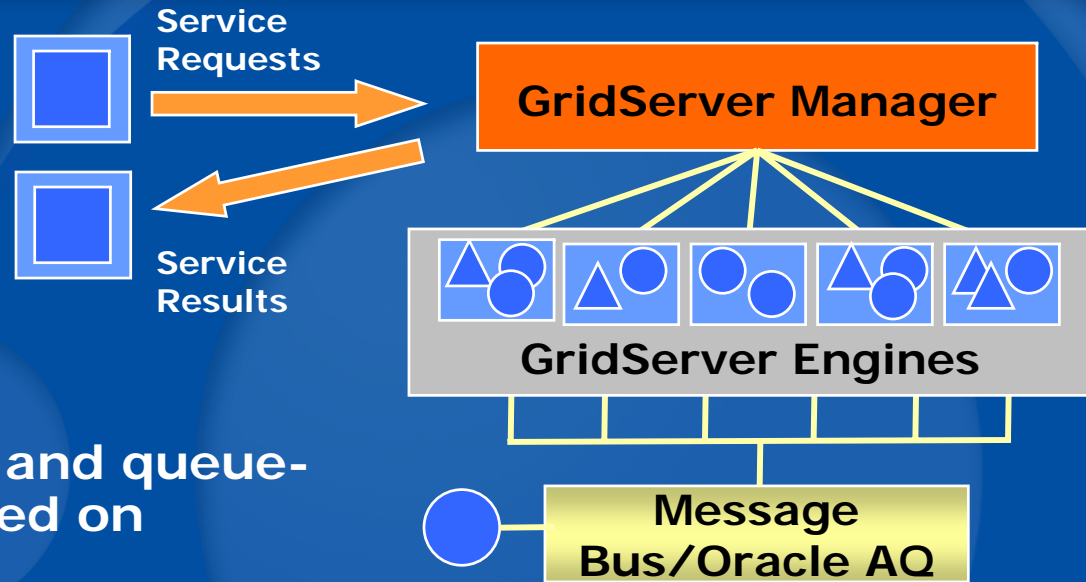 Service
Requests
GridServer Manager
Service
Results
GridServer Engines
and queue-
ed on
Message
Bus/Oracle AQ